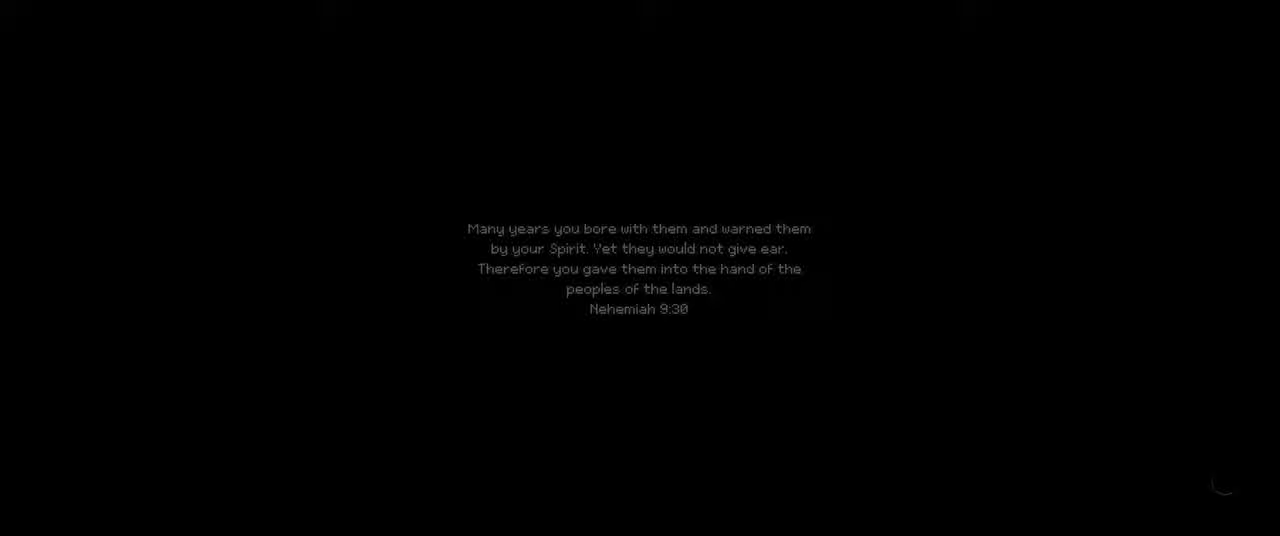 Many years you bore with them and warned them
by your Spirit. Yet they would not give ear.
Therefore you gave them into the hand of the
peoples of the lands.
Nehemiah 9:30